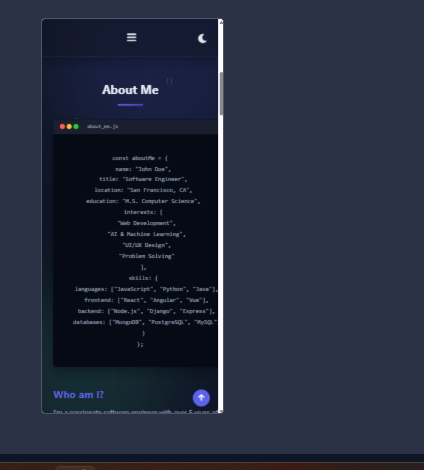 About Me
about_me.js
const aboutMe = {
name: "John Doe",
title: "Software Engineer",
location: "San Francisco, CA",
education: "M.S. Computer Science",
interests: [
"Web Development",
"AI & Machine Learning",
"UI/UX Design",
"Problem Solving"
],
skills: {
languages: ["JavaScript", "Python", "Java"],
frontend: ["React", "Angular", "Vue"],
backend: ["Node.js", "Django", "Express"],
databases: ["MongoDB", "PostgreSQL", "MySQL"
}
};
Who am I?
I'm a passionate software engineer with over 5 years of